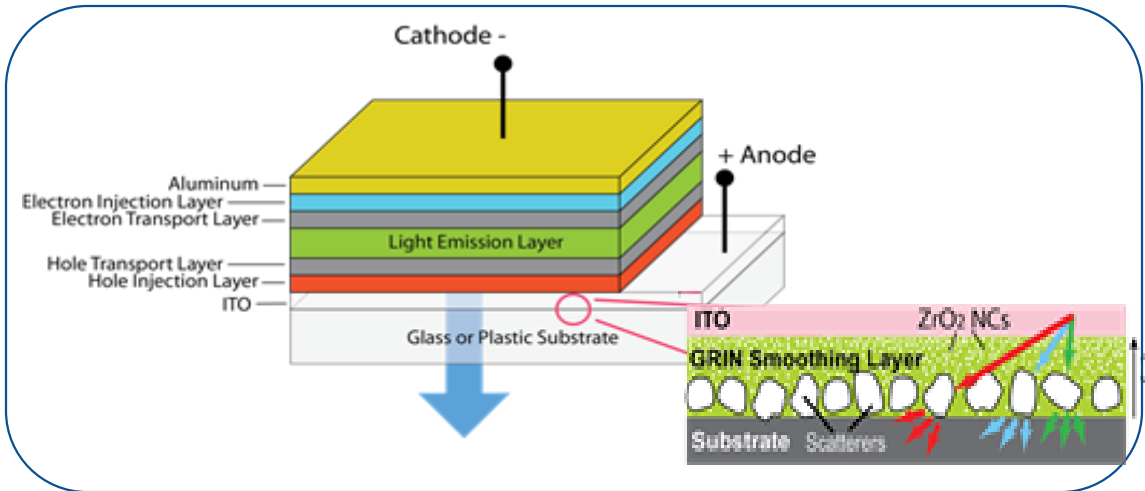 Cathode -
+ Anode
Aluminum
Electron Injection Layer
Electron Transport Layer
Light Emission Layer
Hole Transport Layer
Hole Injection Layer
ITO
Glass or Plastic Substrate
ITO
ZrO2 NCs
GRIN Smoothing Layer
Substrate
Scatterers